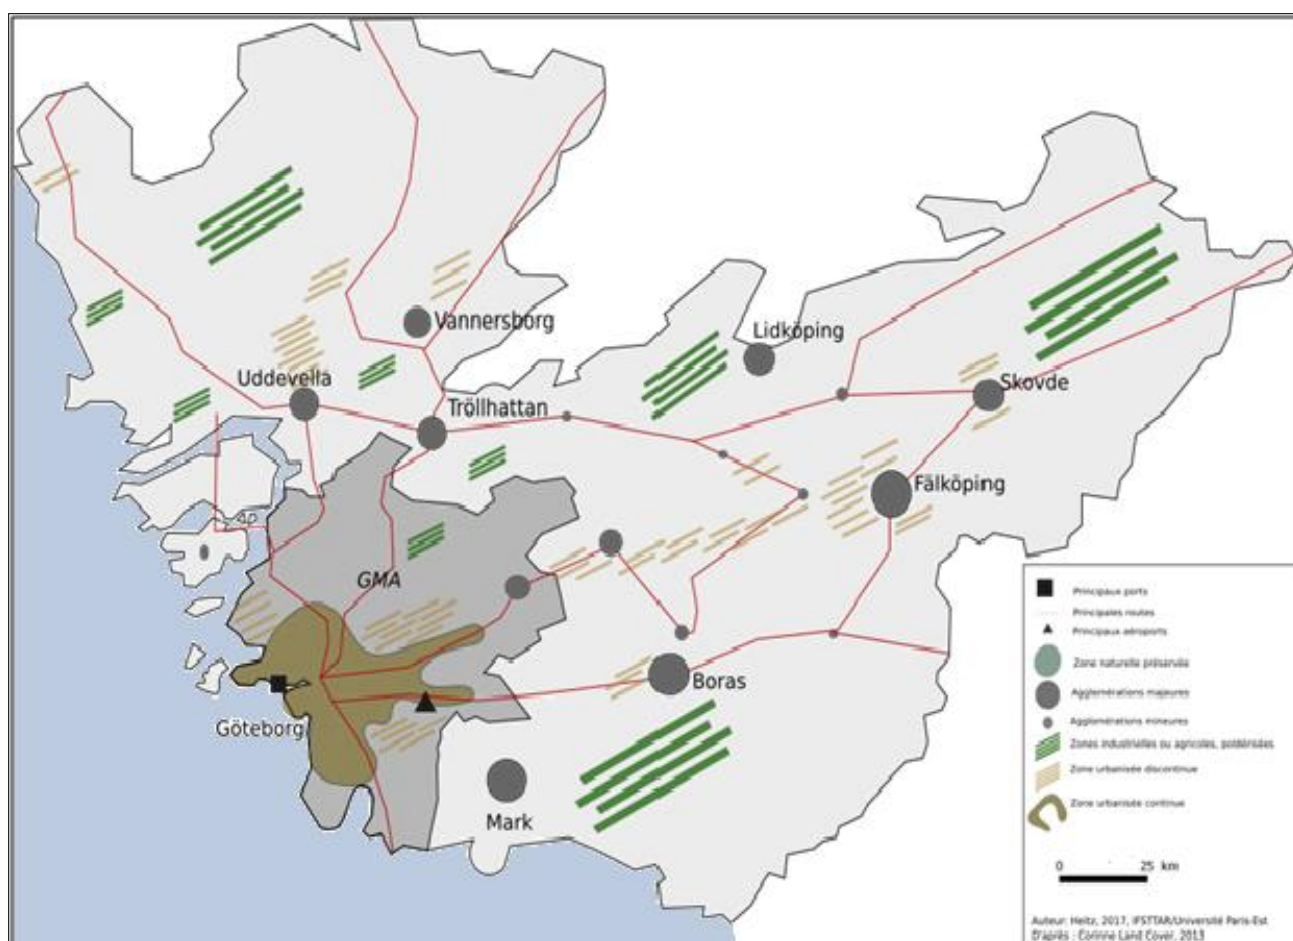 Vannersborg
Lidköping
Uddevella
Skovde
Tröllhattan
Fälköping
GMA
Boras
Göteborg
Mark
Principaux ports
Principales routes
Principaux aéroports
Zone naturelle préservée
Agglomérations majeures
Agglomérations mineures
Zones industrielles ou agricoles, poldérisées
Zone urbanisée discontinue
Zone urbanisée continue
0 25 km
Auteur: Heitz, 2017, IFSTTAR/Université Paris-Est
D'après : Corinne Land Cover, 2013